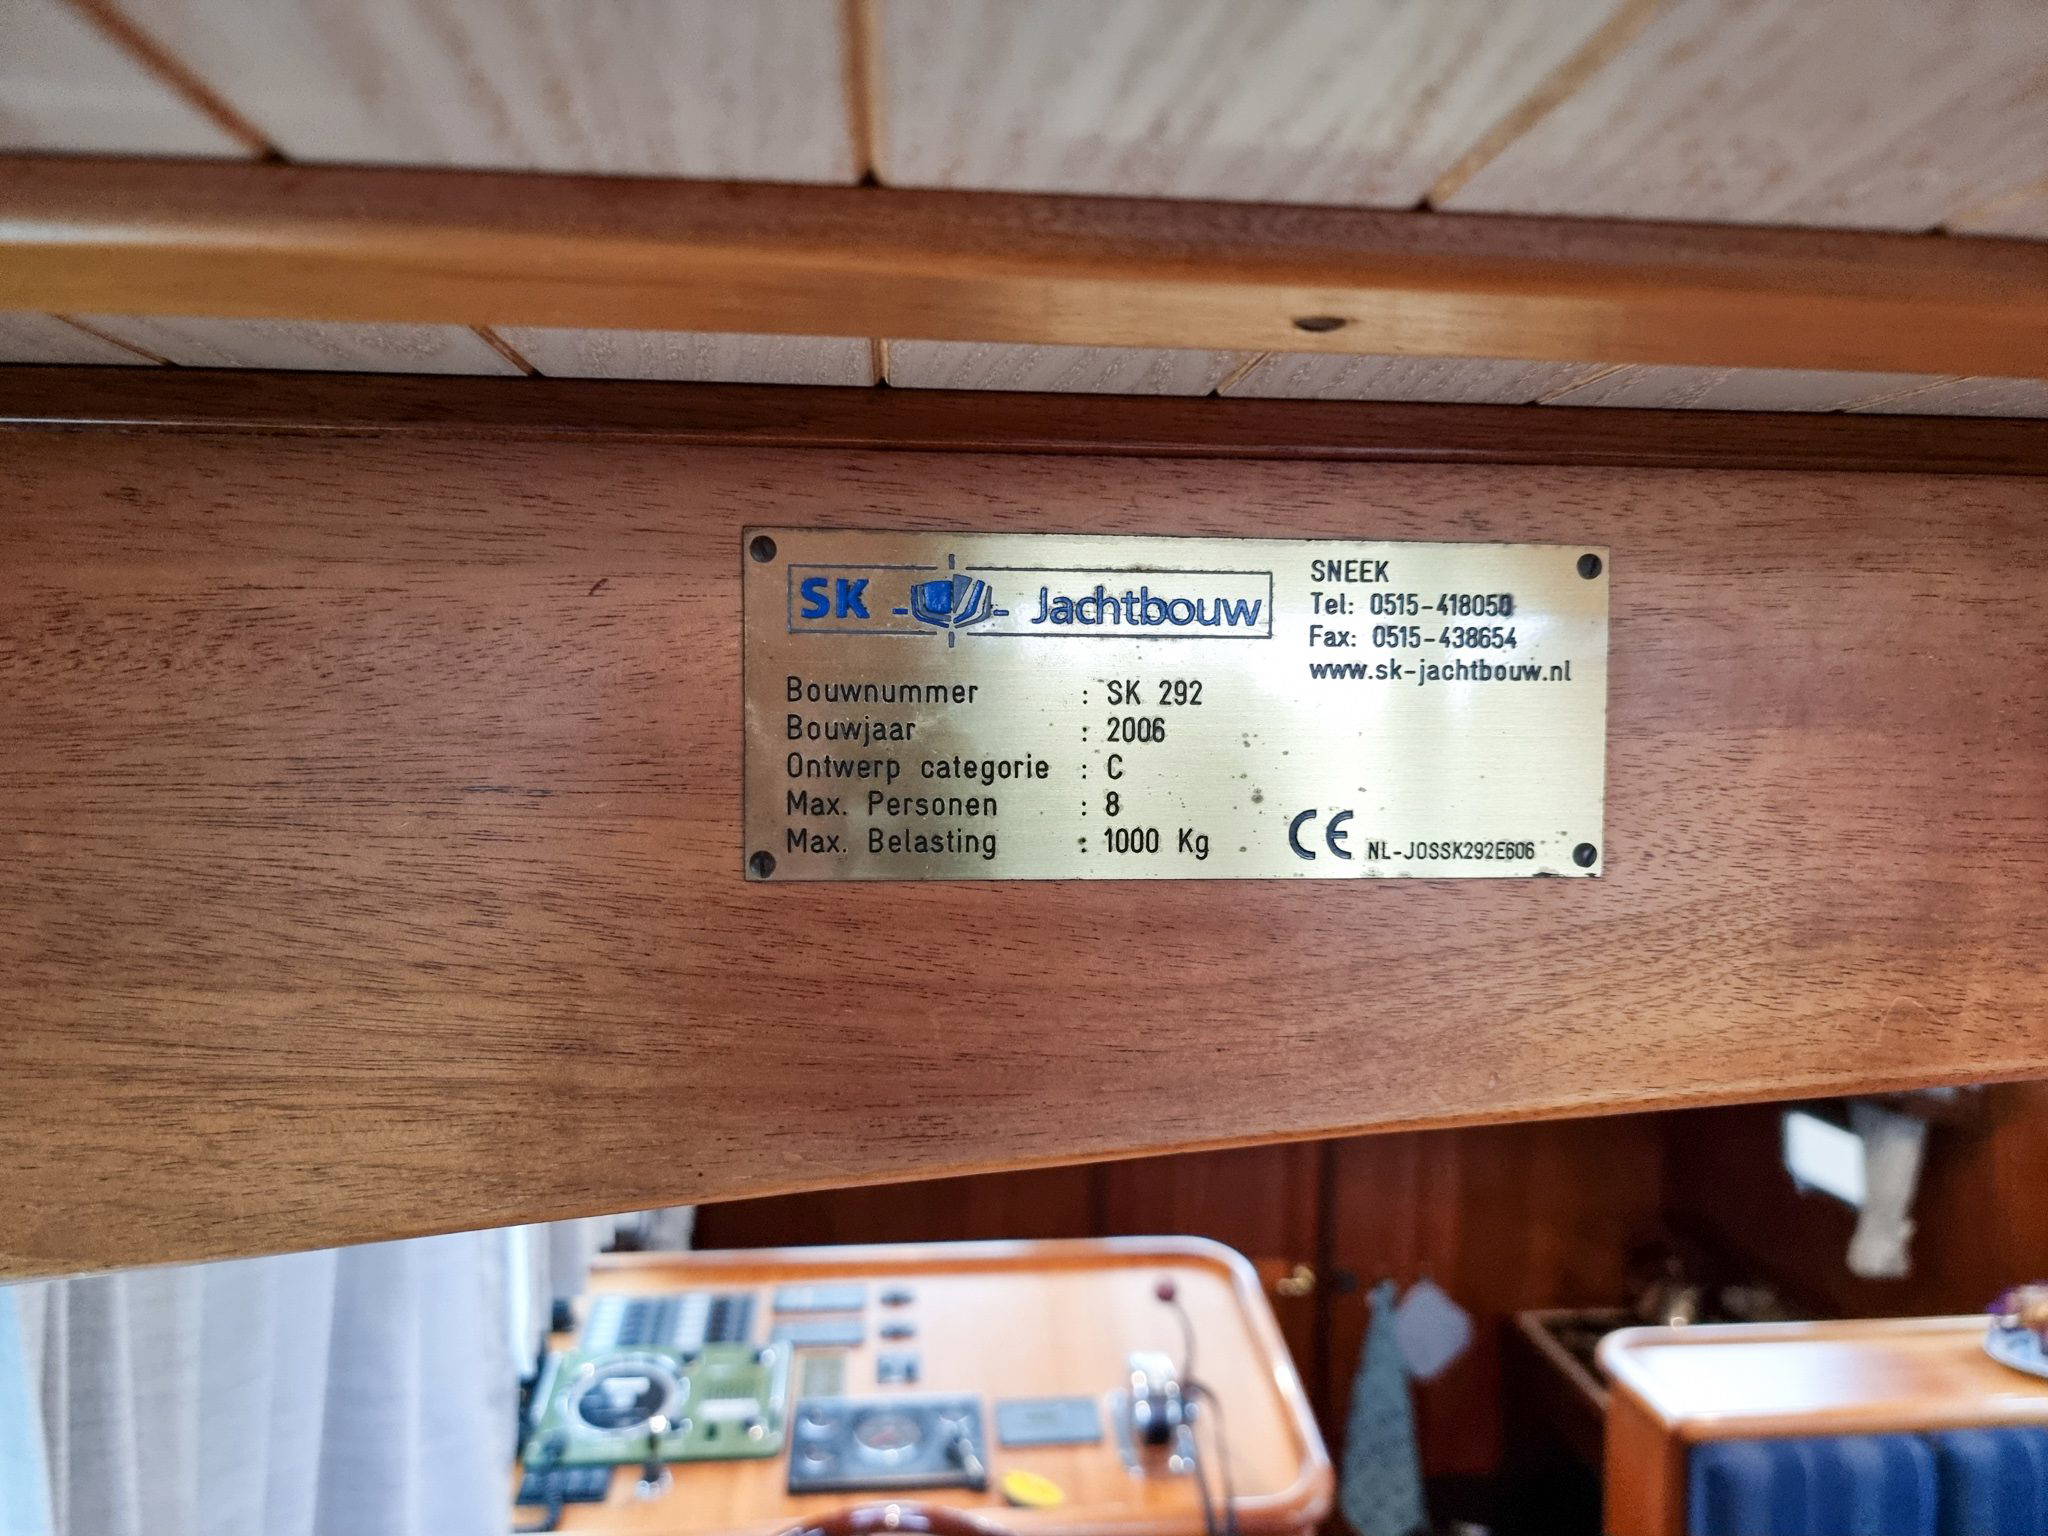 SK Jachtbouw
SNEEK
Tel: 0515-418050
Fax: 0515-438654
www.sk-jachtbouw.nl
Bouwnummer : SK 292
Bouwjaar : 2006
Ontwerp categorie : C
Max. Personen : 8
Max. Belasting : 1000 Kg
CE NL-JOSSK292E606